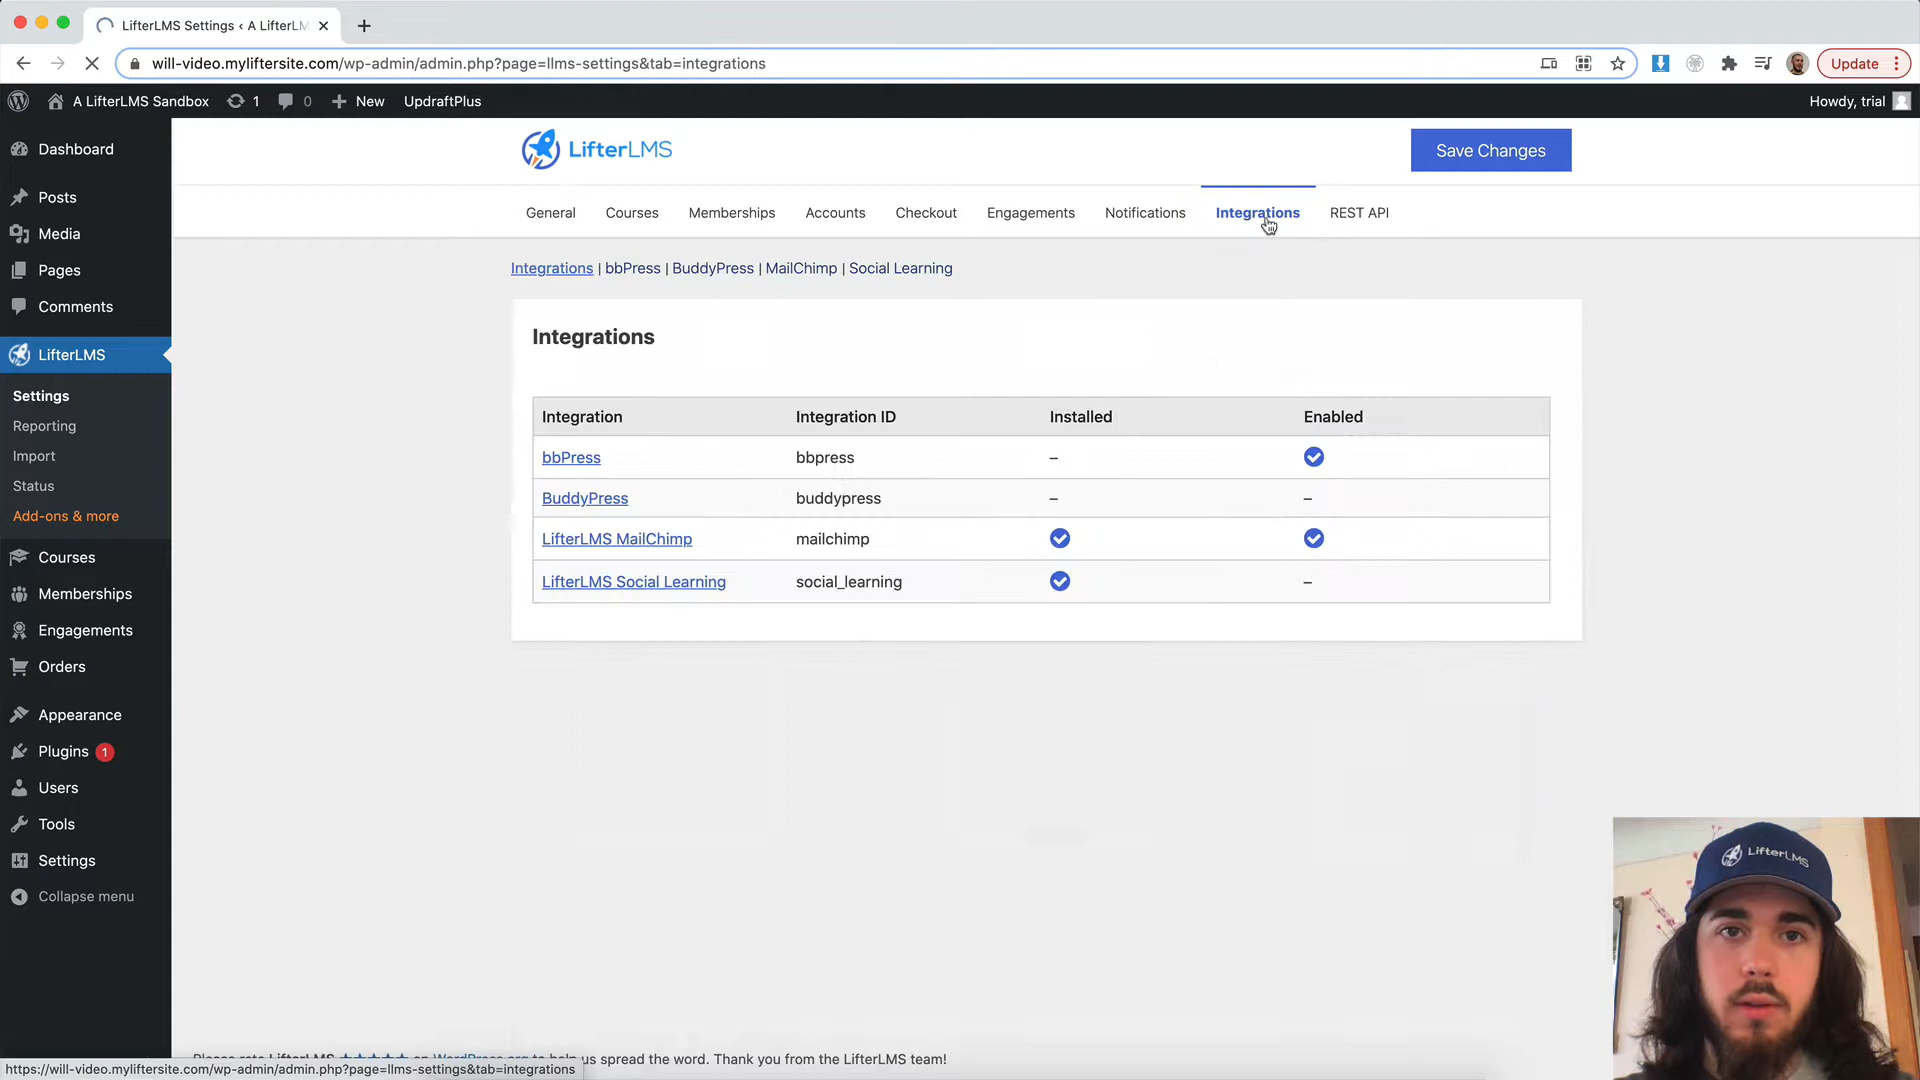 LifterLMS Settings ‹ A LifterLM
will-video.myliftersite.com/wp-admin/admin.php?page=llms-settings&tab=integrations
Update
A LifterLMS Sandbox
1
0
New
UpdraftPlus
Howdy, trial
Dashboard
Posts
Media
Pages
Comments
LifterLMS
Settings
Reporting
Import
Status
Add-ons & more
Courses
Memberships
Engagements
Orders
Appearance
Plugins 1
Users
Tools
Settings
Collapse menu
LifterLMS
Save Changes
General Courses Memberships Accounts Checkout Engagements Notifications Integrations REST API
Integrations | bbPress | BuddyPress | MailChimp | Social Learning
Integrations
Integration Integration ID Installed Enabled
bbPress bbpress –
BuddyPress buddypress – –
LifterLMS MailChimp mailchimp
LifterLMS Social Learning social_learning –
Please rate LifterLMS ★★★★★ on WordPress.org to help us spread the word. Thank you from the LifterLMS team!
https://will-video.myliftersite.com/wp-admin/admin.php?page=llms-settings&tab=integrations
LifterLMS